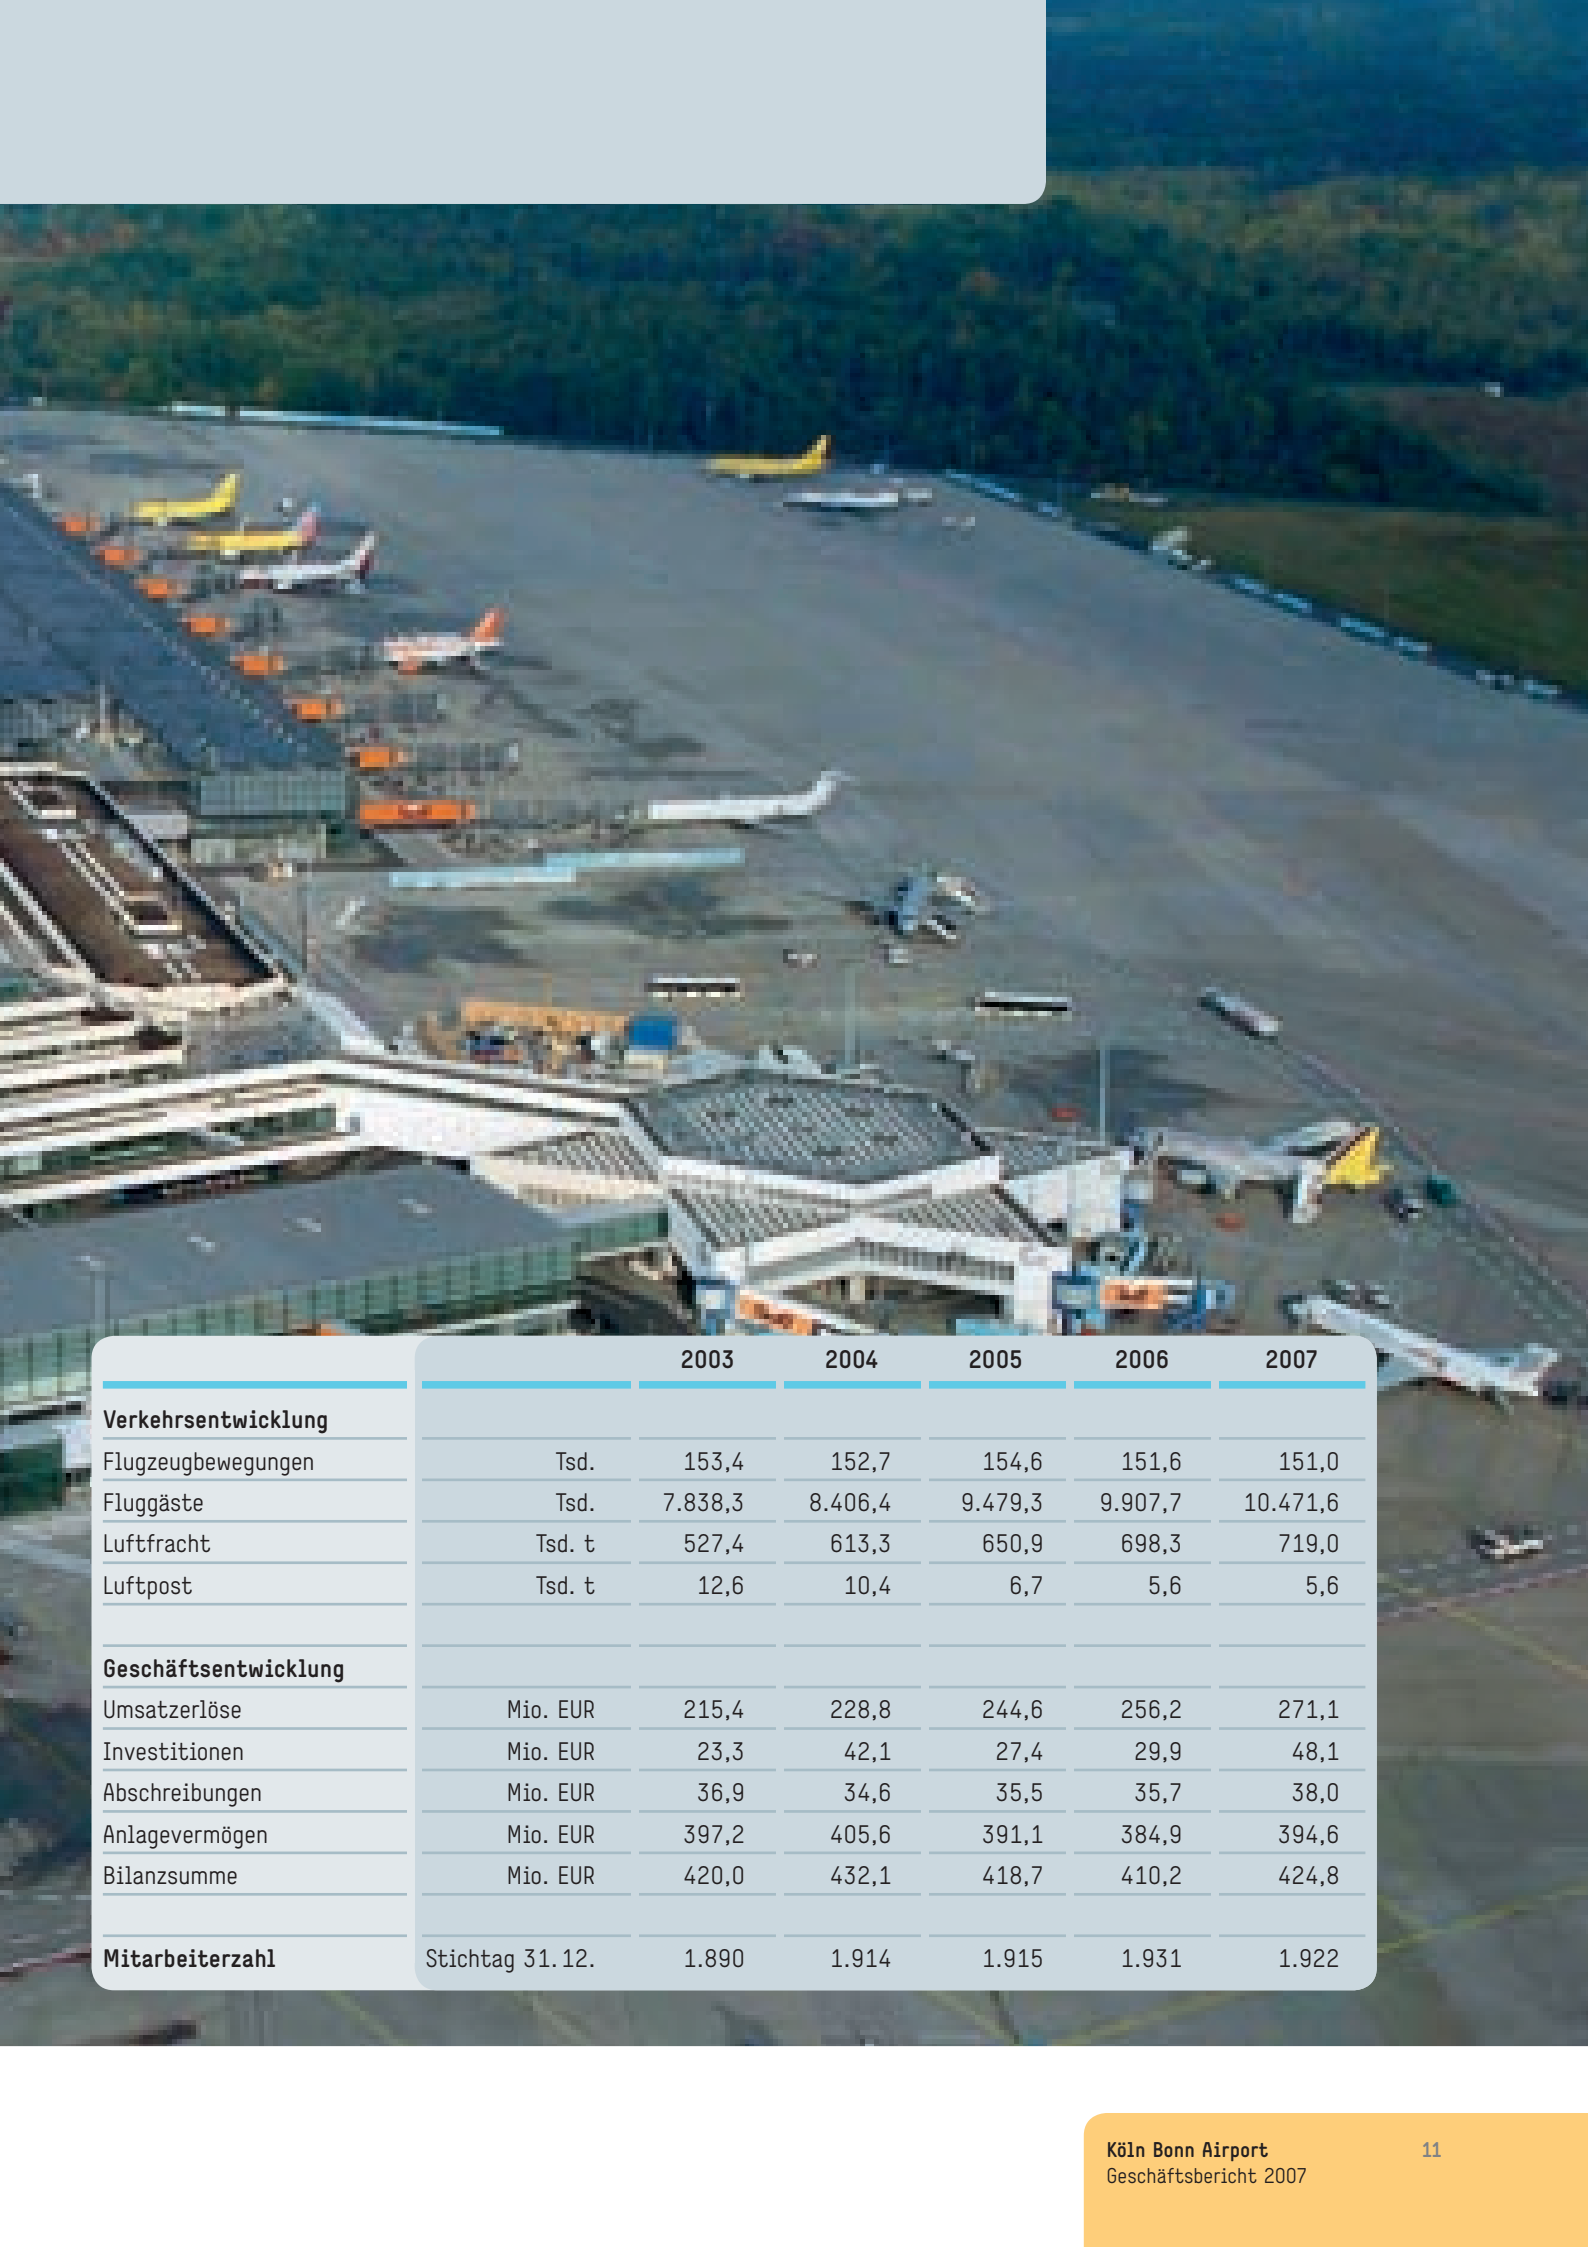 2003 2004 2005 2006 2007
Verkehrsentwicklung
Flugzeugbewegungen Tsd. 153,4 152,7 154,6 151,6 151,0
Fluggäste Tsd. 7.838,3 8.406,4 9.479,3 9.907,7 10.471,6
Luftfracht Tsd. t 527,4 613,3 650,9 698,3 719,0
Luftpost Tsd. t 12,6 10,4 6,7 5,6 5,6
Geschäftsentwicklung
Umsatzerlöse Mio. EUR 215,4 228,8 244,6 256,2 271,1
Investitionen Mio. EUR 23,3 42,1 27,4 29,9 48,1
Abschreibungen Mio. EUR 36,9 34,6 35,5 35,7 38,0
Anlagevermögen Mio. EUR 397,2 405,6 391,1 384,9 394,6
Bilanzsumme Mio. EUR 420,0 432,1 418,7 410,2 424,8
Mitarbeiterzahl Stichtag 31.12. 1.890 1.914 1.915 1.931 1.922
Köln Bonn Airport 11
Geschäftsbericht 2007